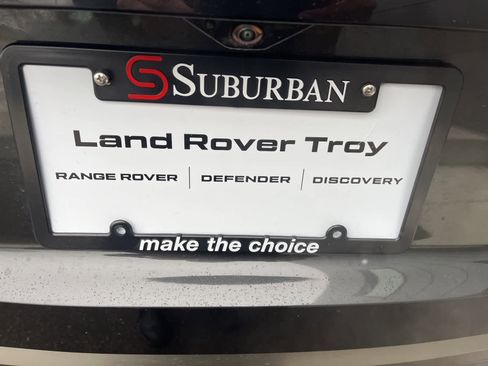 SUBURBAN
Land Rover Troy
RANGE ROVER | DEFENDER | DISCOVERY
make the choice